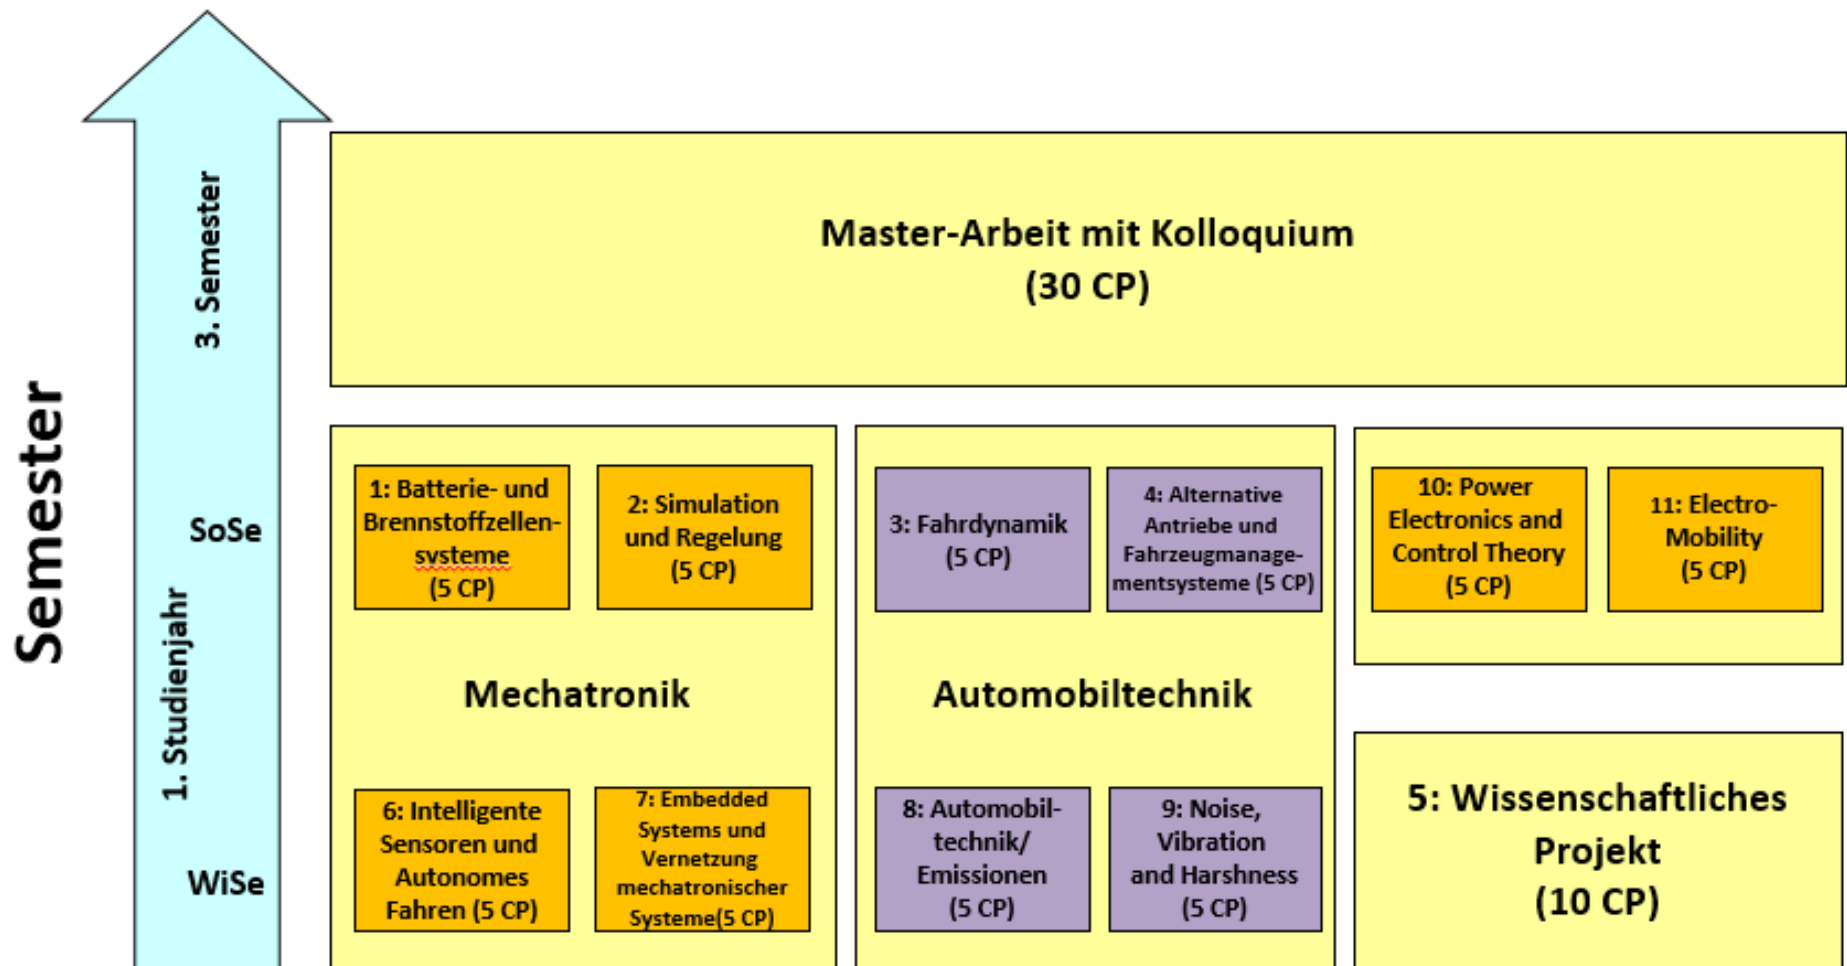 Semester
3. Semester
1. Studienjahr
SoSe
WiSe
Master-Arbeit mit Kolloquium
(30 CP)
1: Batterie- und
Brennstoffzellen-
systeme
(5 CP)
2: Simulation
und Regelung
(5 CP)
3: Fahrdynamik
(5 CP)
4: Alternative
Antriebe und
Fahrzeugmanage-
mentsysteme (5 CP)
10: Power
Electronics and
Control Theory
(5 CP)
11: Electro-
Mobility
(5 CP)
Mechatronik
Automobiltechnik
6: Intelligente
Sensoren und
Autonomes
Fahren (5 CP)
7: Embedded
Systems und
Vernetzung
mechatronischer
Systeme(5 CP)
8: Automobil-
technik/
Emissionen
(5 CP)
9: Noise,
Vibration
and Harshness
(5 CP)
5: Wissenschaftliches
Projekt
(10 CP)